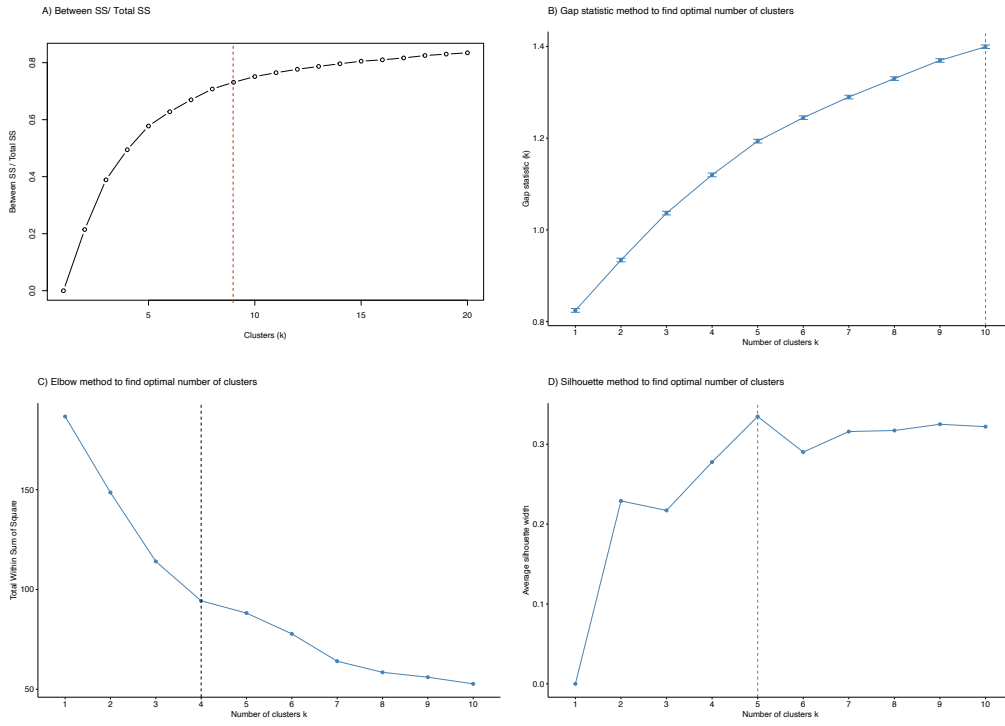 A) Between SS/ Total SS
Between SS / Total SS
0.8
0.6
0.4
0.2
0.0
5 10 15 20
Clusters (k)
B) Gap statistic method to find optimal number of clusters
Gap statistic (k)
1.4
1.2
1.0
0.8
1 2 3 4 5 6 7 8 9 10
Number of clusters k
C) Elbow method to find optimal number of clusters
Total Within Sum of Square
150
100
50
1 2 3 4 5 6 7 8 9 10
Number of clusters k
D) Silhouette method to find optimal number of clusters
Average silhouette width
0.3
0.2
0.1
0.0
1 2 3 4 5 6 7 8 9 10
Number of clusters k